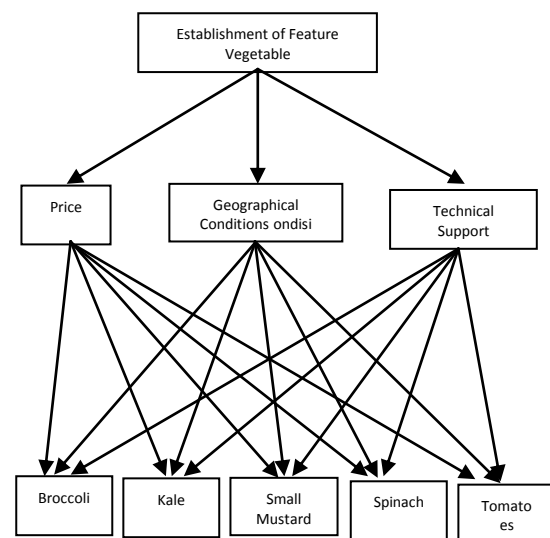 Establishment of Feature
Vegetable
Price
Geographical
Conditions ondisi
Technical
Support
Broccoli
Kale
Small
Mustard
Spinach
Tomato
es